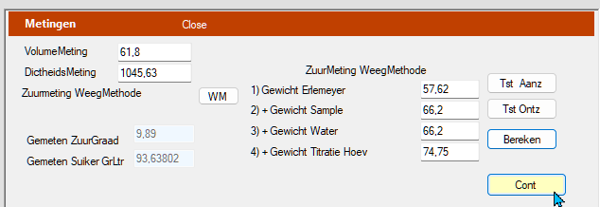 Metingen Close
VolumeMeting 61,8
DictheidsMeting 1045,63
Zuurmeting WeegMethode WM
Gemeten ZuurGraad 9,89
Gemeten Suiker GrLtr 93,63802
ZuurMeting WeegMethode
1) Gewicht Erlemeyer 57,62
2) + Gewicht Sample 66,2
3) + Gewicht Water 66,2
4) + Gewicht Titratie Hoev 74,75
Tst Aanz
Tst Ontz
Bereken
Cont